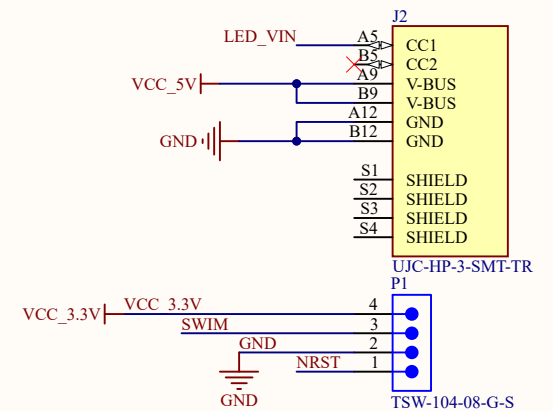 J2
LED_VIN A5 CC1
B5 CC2
VCC_5V A9 V-BUS
B9 V-BUS
A12 GND
GND B12 GND
S1 SHIELD
S2 SHIELD
S3 SHIELD
S4 SHIELD
UJC-HP-3-SMT-TR
P1
VCC_3.3V VCC_3.3V 4
SWIM 3
GND 2
NRST 1
GND
TSW-104-08-G-S